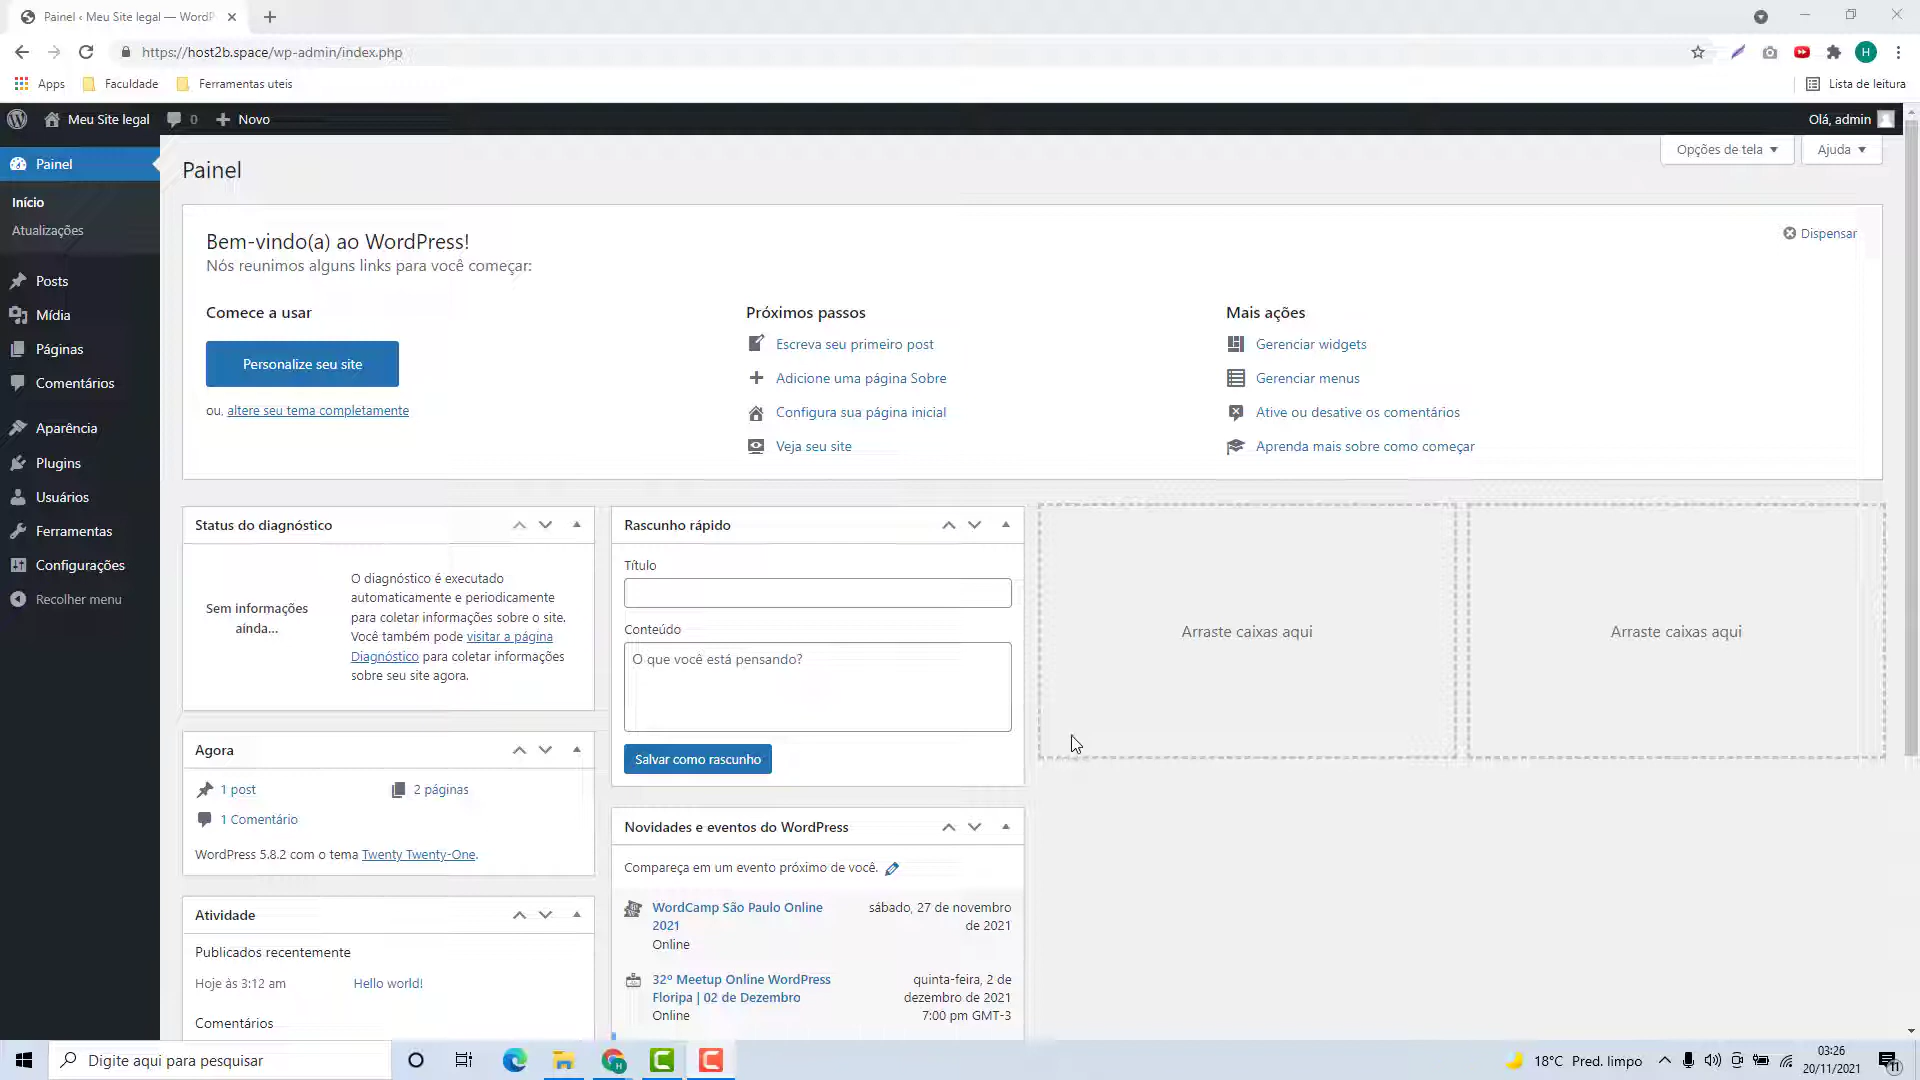 Painel ‹ Meu Site legal — WordP
https://host2b.space/wp-admin/index.php
H
Apps
Faculdade
Ferramentas uteis
Lista de leitura
Meu Site legal
0
Novo
Olá, admin
Painel
Início
Atualizações
Posts
Mídia
Páginas
Comentários
Aparência
Plugins
Usuários
Ferramentas
Configurações
Recolher menu
Painel
Opções de tela
Ajuda
Bem-vindo(a) ao WordPress!
Nós reunimos alguns links para você começar:
Dispensar
Comece a usar
Personalize seu site
ou, altere seu tema completamente
Próximos passos
Escreva seu primeiro post
Adicione uma página Sobre
Configura sua página inicial
Veja seu site
Mais ações
Gerenciar widgets
Gerenciar menus
Ative ou desative os comentários
Aprenda mais sobre como começar
Status do diagnóstico
Sem informações
ainda...
O diagnóstico é executado
automaticamente e periodicamente
para coletar informações sobre o site.
Você também pode visitar a página
Diagnóstico para coletar informações
sobre seu site agora.
Agora
1 post
2 páginas
1 Comentário
WordPress 5.8.2 com o tema Twenty Twenty-One.
Atividade
Publicados recentemente
Hoje às 3:12 am
Hello world!
Comentários
Rascunho rápido
Título
Conteúdo
O que você está pensando?
Salvar como rascunho
Novidades e eventos do WordPress
Compareça em um evento próximo de você.
WordCamp São Paulo Online
2021
Online
sábado, 27 de novembro
de 2021
32º Meetup Online WordPress
Floripa | 02 de Dezembro
Online
quinta-feira, 2 de
dezembro de 2021
7:00 pm GMT-3
Arraste caixas aqui
Arraste caixas aqui
Digite aqui para pesquisar
18°C Pred. limpo
03:26
20/11/2021
11